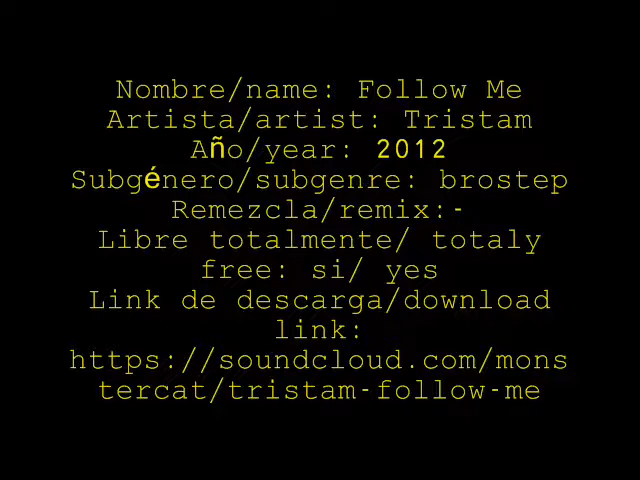 Nombre/name: Follow Me
Artista/artist: Tristam
Año/year: 2012
Subgénero/subgenre: brostep
Remezcla/remix:-
Libre totalmente/ totaly
free: si/ yes
Link de descarga/download
link:
https://soundcloud.com/mons
tercat/tristam-follow-me